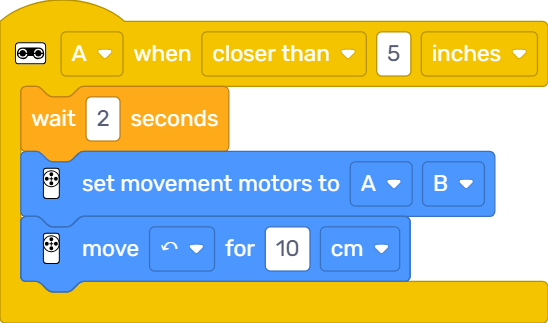 A when closer than 5 inches
wait 2 seconds
set movement motors to A B
move for 10 cm